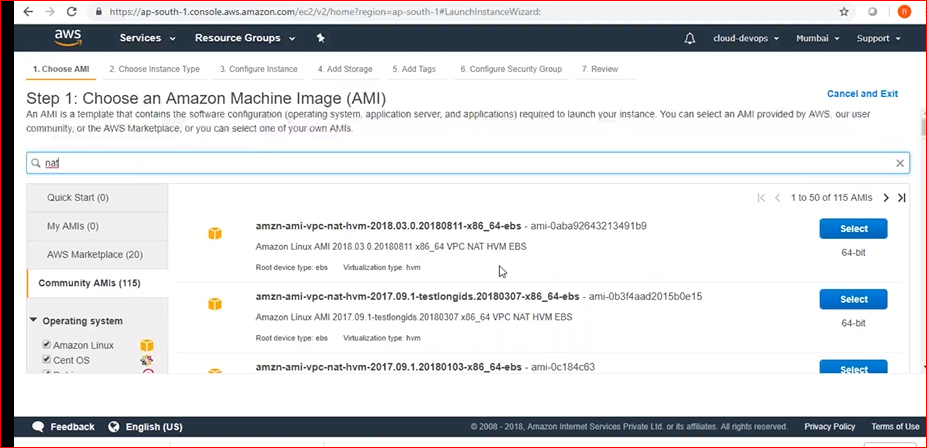 https://ap-south-1.console.aws.amazon.com/ec2/v2/home?region=ap-south-1#LaunchInstanceWizard:
R
aws Services Resource Groups cloud-devops Mumbai Support
1. Choose AMI 2. Choose Instance Type 3. Configure Instance 4. Add Storage 5. Add Tags 6. Configure Security Group 7. Review
Step 1: Choose an Amazon Machine Image (AMI) Cancel and Exit
An AMI is a template that contains the software configuration (operating system, application server, and applications) required to launch your instance. You can select an AMI provided by AWS, our user
community, or the AWS Marketplace; or you can select one of your own AMIs.
nat
Quick Start (0)
My AMIs (0)
AWS Marketplace (20)
Community AMIs (115)
Operating system
Amazon Linux
Cent OS
1 to 50 of 115 AMIs
amzn-ami-vpc-nat-hvm-2018.03.0.20180811-x86_64-ebs - ami-0aba92643213491b9
Select
Amazon Linux AMI 2018.03.0.20180811 x86_64 VPC NAT HVM EBS
64-bit
Root device type: ebs Virtualization type: hvm
amzn-ami-vpc-nat-hvm-2017.09.1-testlongids.20180307-x86_64-ebs - ami-0b3f4aad2015b0e15
Select
Amazon Linux AMI 2017.09.1-testlongids.20180307 x86_64 VPC NAT HVM EBS
64-bit
Root device type: ebs Virtualization type: hvm
amzn-ami-vpc-nat-hvm-2017.09.1.20180103-x86_64-ebs - ami-0c184c63
Select
Feedback English (US) © 2008 - 2018, Amazon Internet Services Private Ltd. or its affiliates. All rights reserved. Privacy Policy Terms of Use